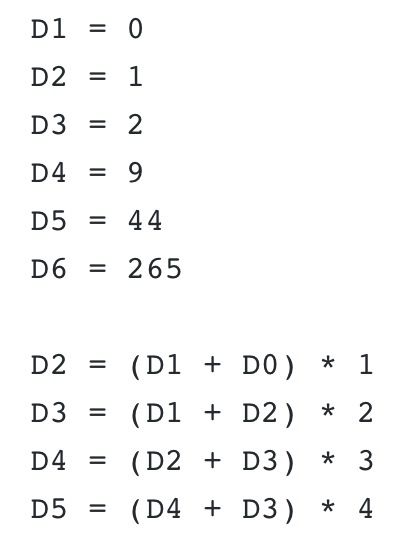 D1 = 0
D2 = 1
D3 = 2
D4 = 9
D5 = 44
D6 = 265
D2 = (D1 + D0) * 1
D3 = (D1 + D2) * 2
D4 = (D2 + D3) * 3
D5 = (D4 + D3) * 4